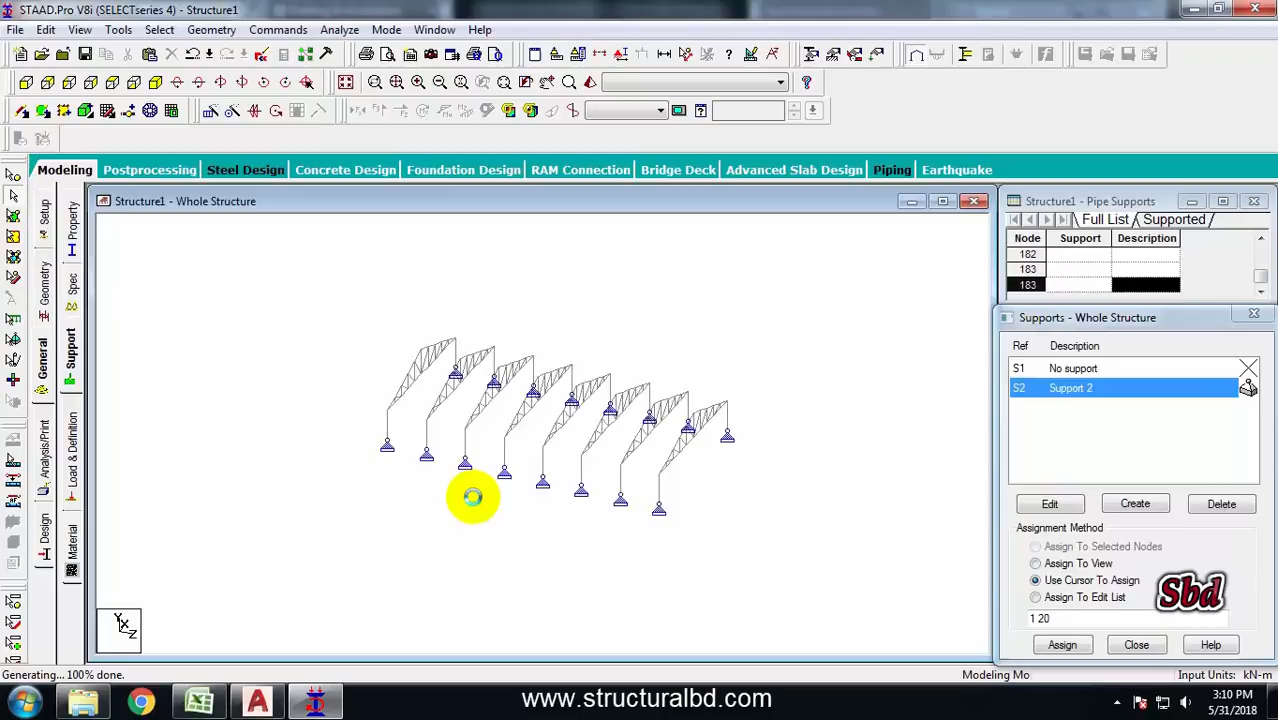 STAAD.Pro V8i (SELECTseries 4) - Structure1
File Edit View Tools Select Geometry Commands Analyze Mode Window Help
Modeling Postprocessing Steel Design Concrete Design Foundation Design RAM Connection Bridge Deck Advanced Slab Design Piping Earthquake
Structure1 - Whole Structure
Structure1 - Pipe Supports
Full List Supported
Node Support Description
182
183
183
Setup
Geometry
General
Analysis/Print
Design
Property
Spec
Support
Load & Definition
Material
Supports - Whole Structure
Ref Description
S1 No support
S2 Support 2
Edit Create Delete
Assignment Method
Assign To Selected Nodes
Assign To View
Use Cursor To Assign
Assign To Edit List
Sbd
1 20
Assign Close Help
Y X Z
Generating...100% done.
Modeling Mo
Input Units: kN-m
www.structuralbd.com
3:10 PM
5/31/2018